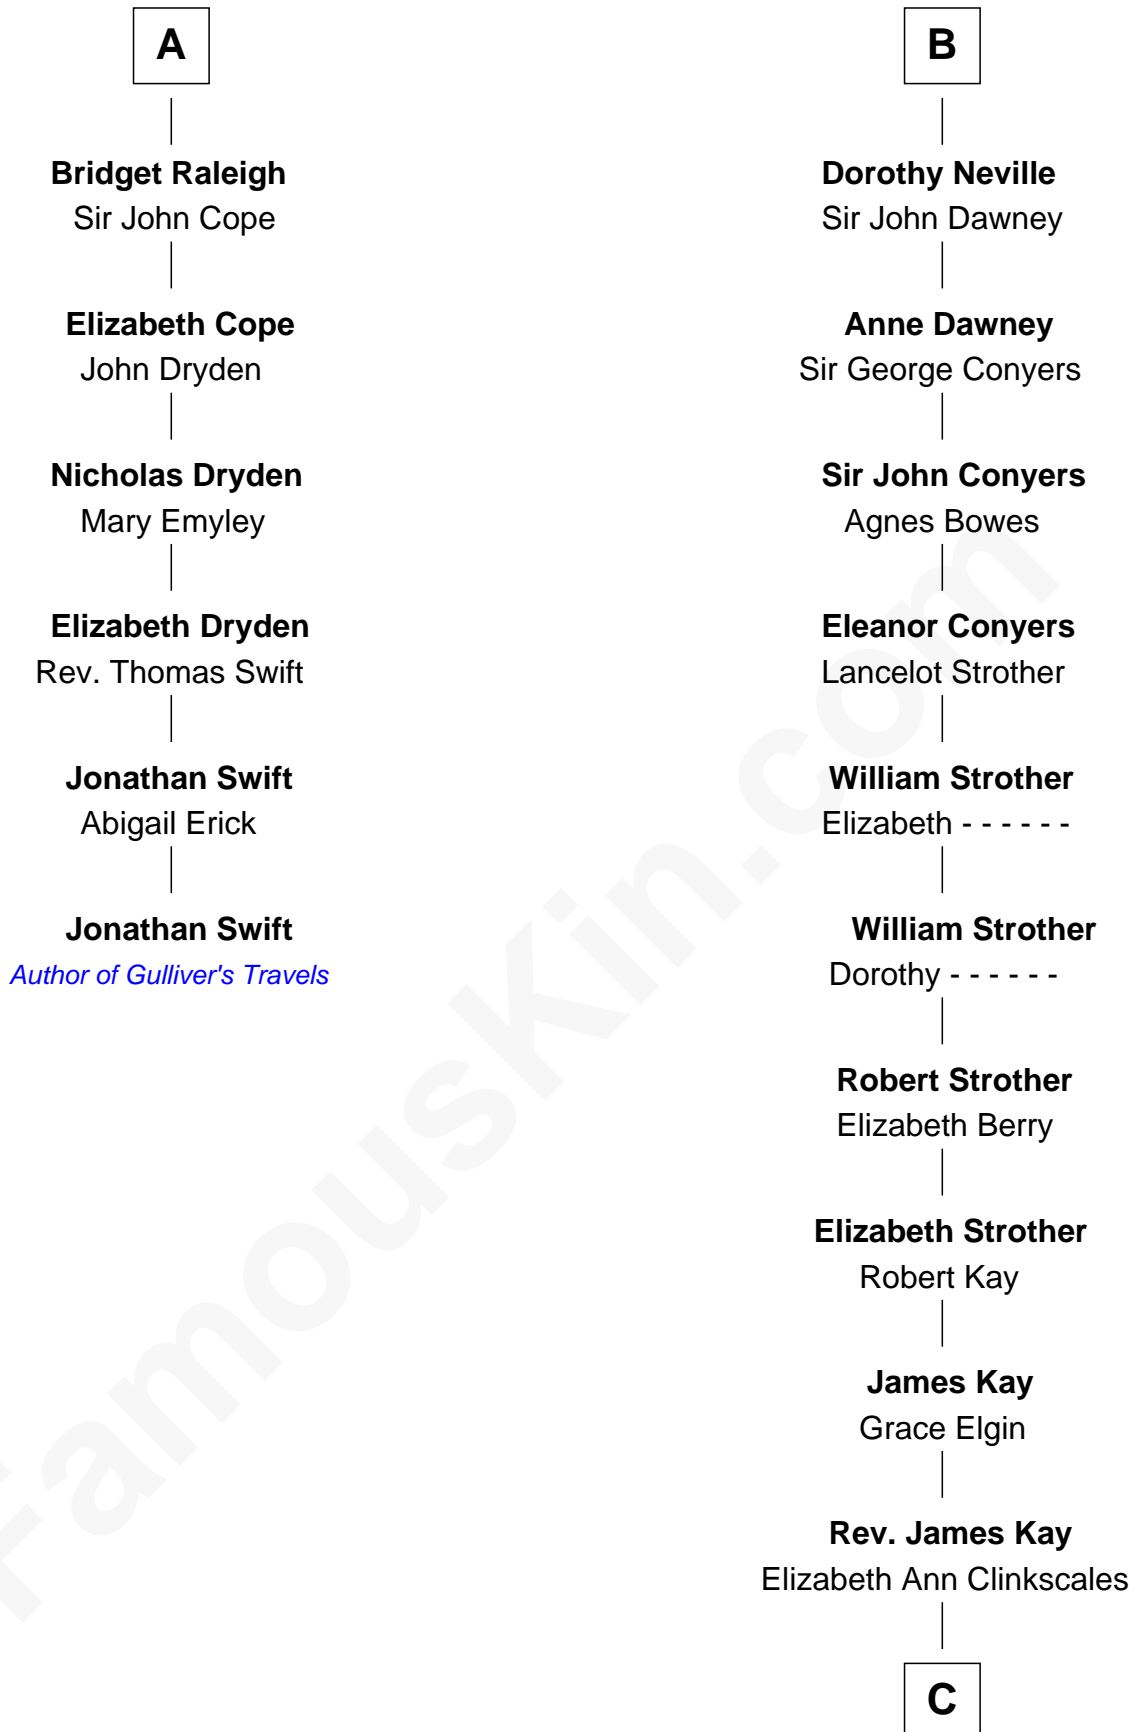 A
Bridget Raleigh
Sir John Cope
Elizabeth Cope
John Dryden
Nicholas Dryden
Mary Emyley
Elizabeth Dryden
Rev. Thomas Swift
Jonathan Swift
Abigail Erick
Jonathan Swift
Author of Gulliver's Travels
B
Dorothy Neville
Sir John Dawney
Anne Dawney
Sir George Conyers
Sir John Conyers
Agnes Bowes
Eleanor Conyers
Lancelot Strother
William Strother
Elizabeth - - - - - -
William Strother
Dorothy - - - - - -
Robert Strother
Elizabeth Berry
Elizabeth Strother
Robert Kay
James Kay
Grace Elgin
Rev. James Kay
Elizabeth Ann Clinkscales
C
FamousKin.com